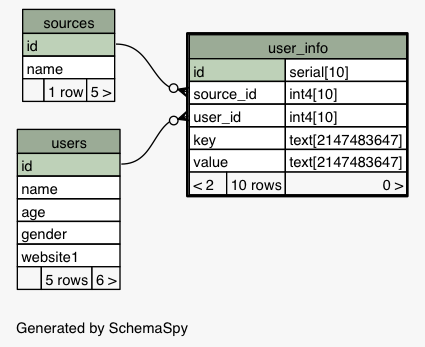 sources
id
name
1 row 5 >
user_info
id serial[10]
source_id int4[10]
user_id int4[10]
key text[2147483647]
value text[2147483647]
< 2 10 rows 0 >
users
id
name
age
gender
website1
5 rows 6 >
Generated by SchemaSpy